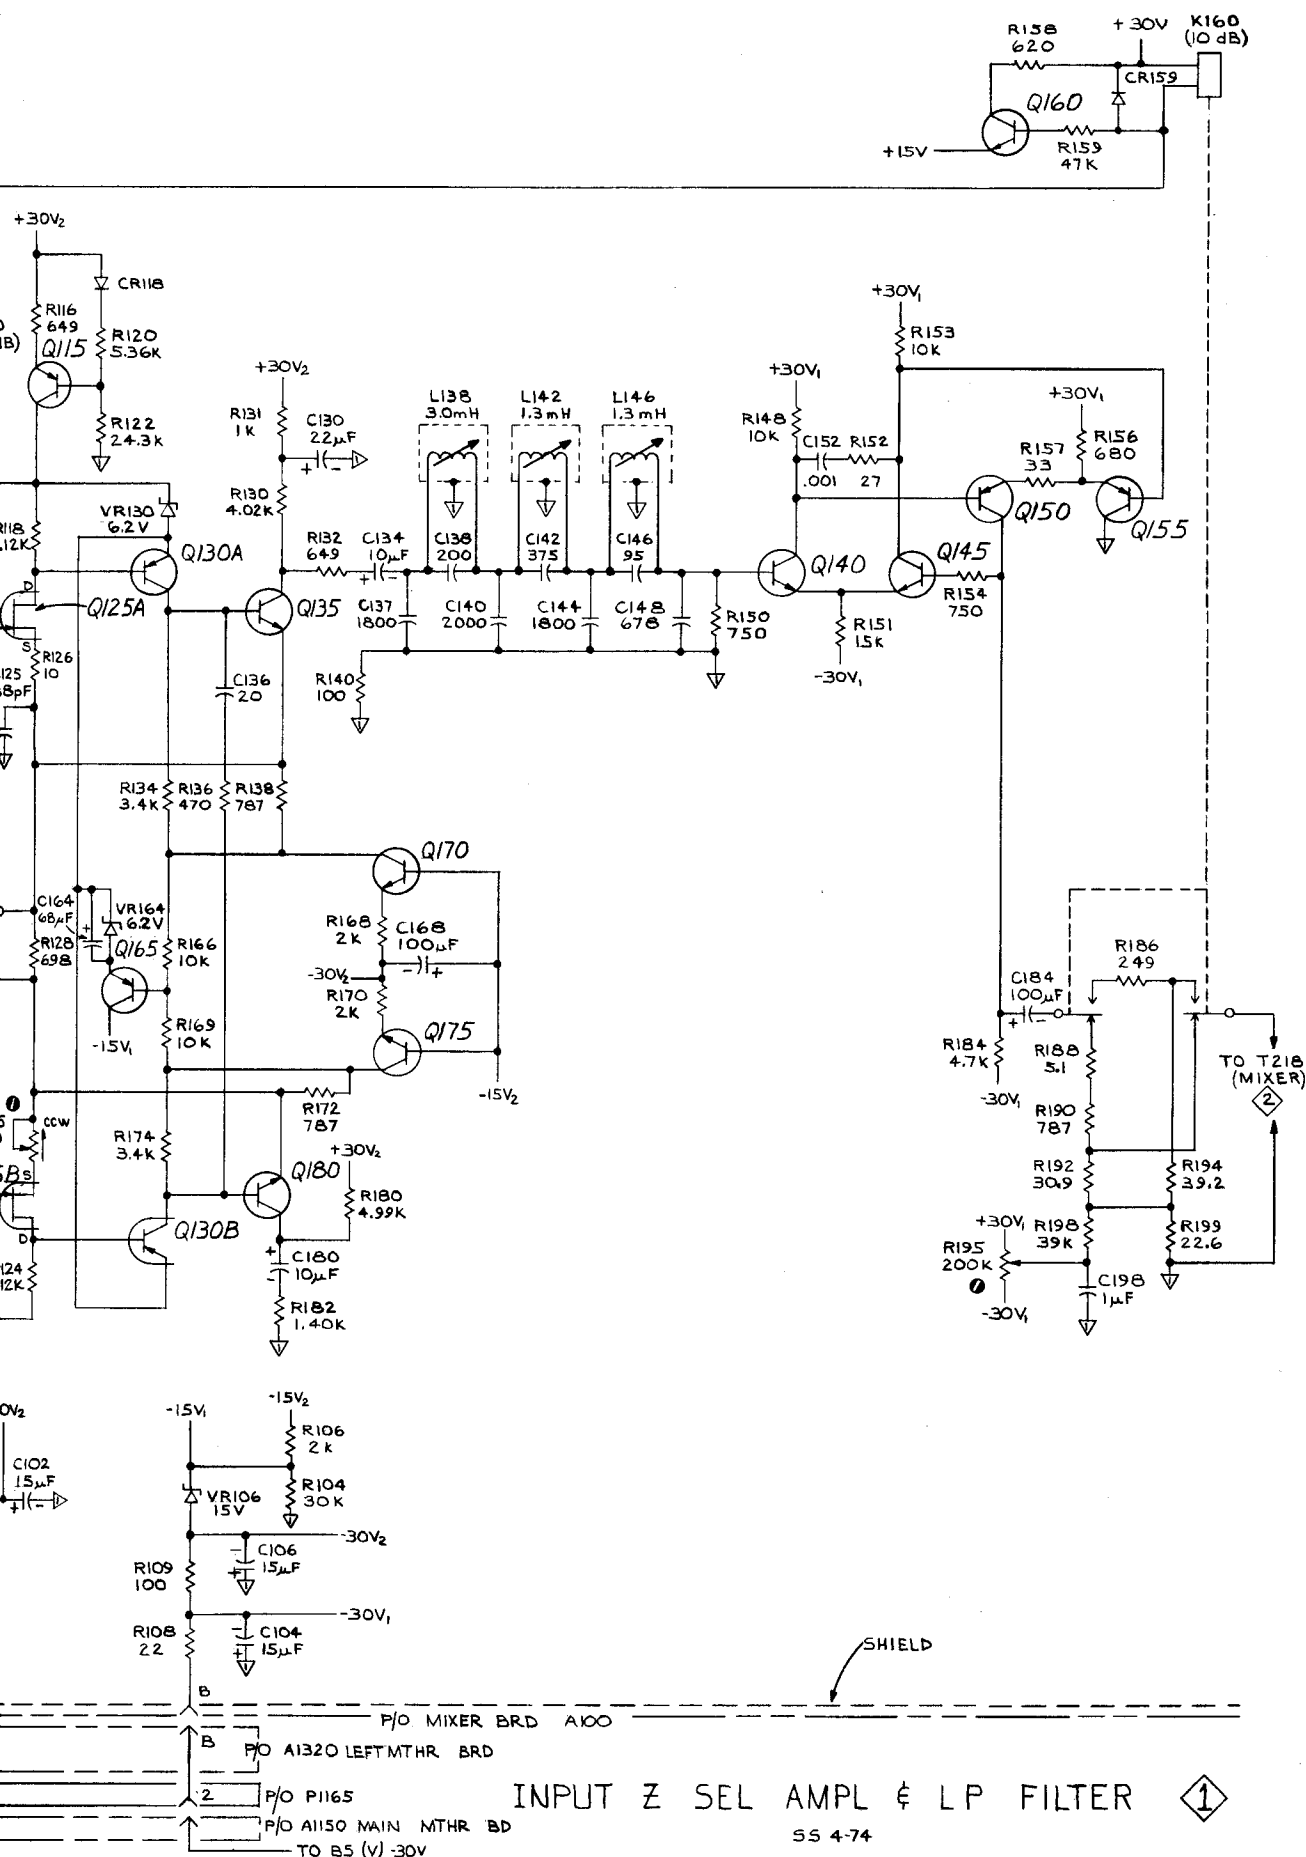 R158
620
+30V
K160
(10 dB)
CR159
Q160
+15V
R159
47K
+30V₂
CR118
R116
649
R120
5.36K
Q115
R122
24.3K
+30V₂
R131
1K
C130
22µF
R130
4.02K
L138
3.0mH
L142
1.3mH
L146
1.3mH
+30V₁
R153
10K
+30V₁
R148
10K
C152
.001
R152
27
+30V₁
R157
33
R156
680
Q150
Q155
VR130
6.2V
Q130A
R132
649
C134
10µF
C138
200
C142
375
C146
95
Q140
Q145
R154
750
Q125A
D
S
R126
10
Q135
C137
1800
C140
2000
C144
1800
C148
678
R150
750
R151
15K
-30V₁
C136
20
R140
100
R134
3.4K
R136
470
R138
787
Q170
C164
68µF
VR164
6.2V
Q165
R128
698
R166
10K
R168
2K
C168
100µF
-30V₂
R170
2K
R169
10K
Q175
-15V₁
-15V₂
R172
787
CCW
R174
3.4K
+30V₂
Q180
R180
4.99K
S
D
Q130B
C180
10µF
R182
1.40K
R186
249
C184
100µF
R184
4.7K
-30V₁
R188
5.1
R190
787
TO T218
(MIXER)
2
R192
30.9
R194
39.2
+30V₁
R198
39K
R199
22.6
R195
200K
C198
1µF
-30V₁
C102
15µF
-15V₁
-15V₂
R106
2K
R104
30K
VR106
15V
-30V₂
C106
15µF
R109
100
-30V₁
R108
22
C104
15µF
SHIELD
B
P/O MIXER BRD A100
B
P/O A1320 LEFT MTHR BRD
2
P/O P1165
P/O A1150 MAIN MTHR BD
TO B5 (V) -30V
INPUT Z SEL AMPL & LP FILTER 1
SS 4-74